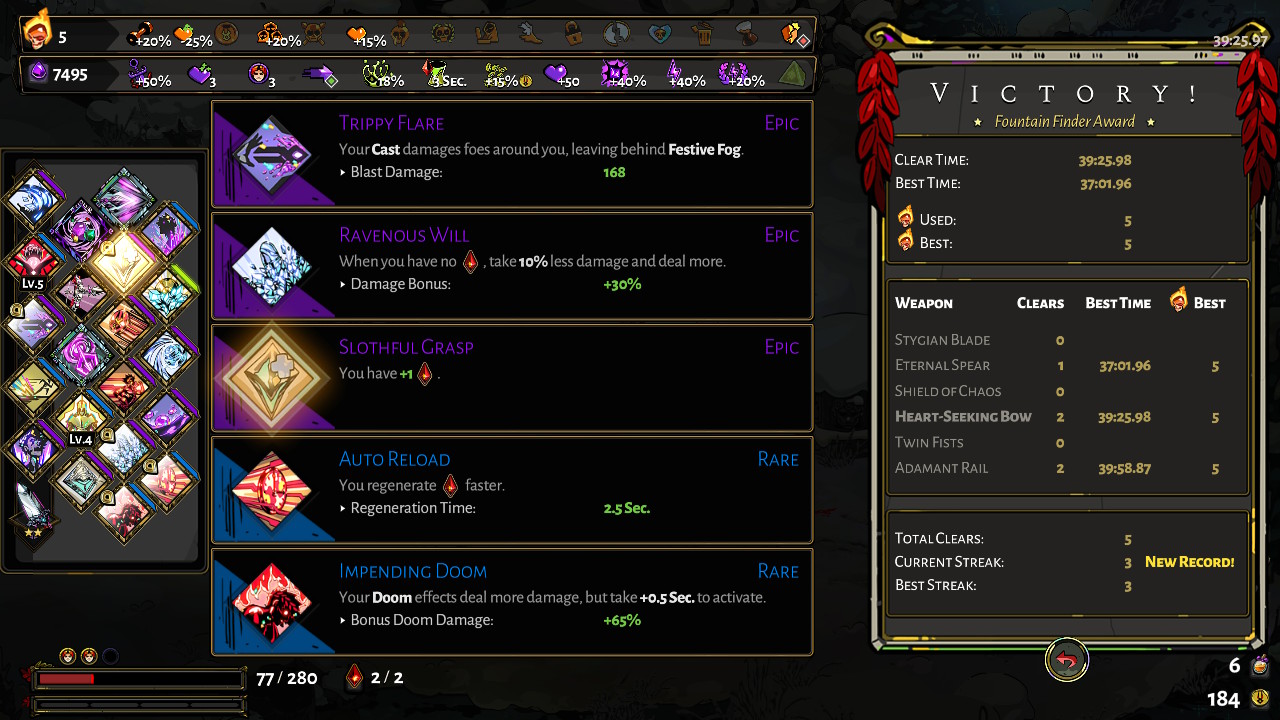 5
+20%
-25%
+20%
+15%
7495
+50%
3
3
18%
3 Sec.
+15%
+50
+40%
+40%
+20%
Lv.5
Lv.4
Trippy Flare
Epic
Your Cast damages foes around you, leaving behind Festive Fog.
Blast Damage: 168
Ravenous Will
Epic
When you have no , take 10% less damage and deal more.
Damage Bonus: +30%
Slothful Grasp
Epic
You have +1 .
Auto Reload
Rare
You regenerate faster.
Regeneration Time: 2.5 Sec.
Impending Doom
Rare
Your Doom effects deal more damage, but take +0.5 Sec. to activate.
Bonus Doom Damage: +65%
77 / 280
2 / 2
39:25.97
Victory!
Fountain Finder Award
Clear Time: 39:25.98
Best Time: 37:01.96
Used: 5
Best: 5
Weapon Clears Best Time Best
Stygian Blade 0
Eternal Spear 1 37:01.96 5
Shield of Chaos 0
Heart-Seeking Bow 2 39:25.98 5
Twin Fists 0
Adamant Rail 2 39:58.87 5
Total Clears: 5
Current Streak: 3 New Record!
Best Streak: 3
6
184